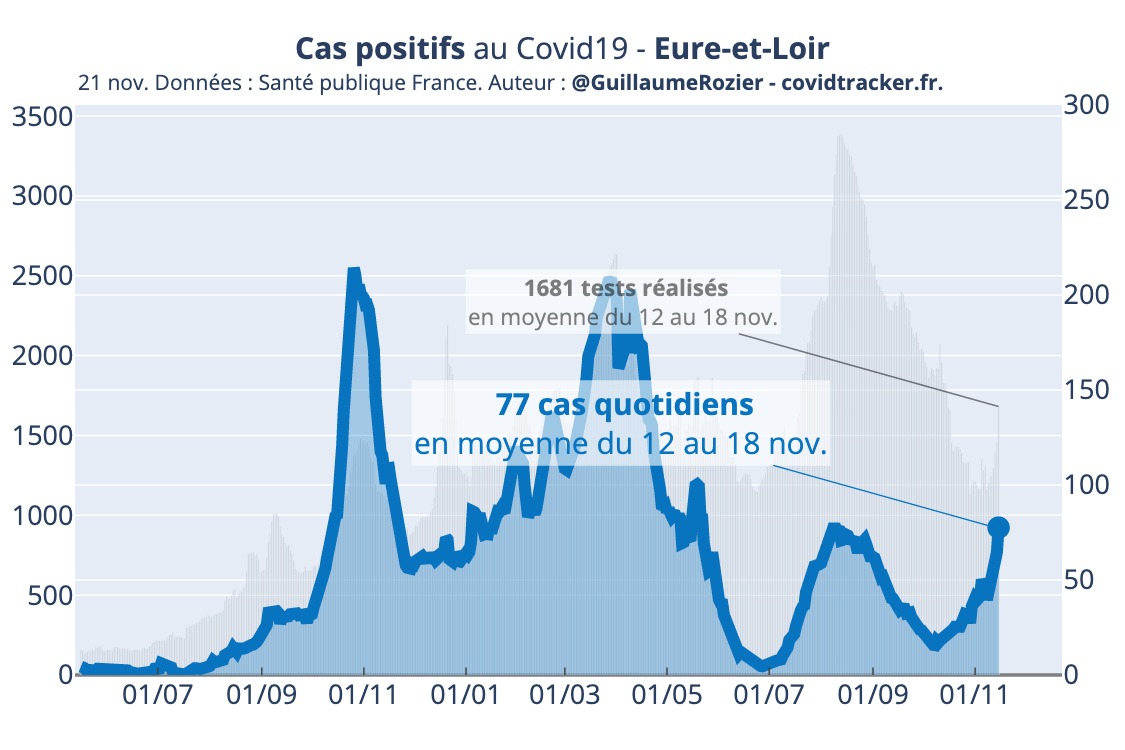 Cas positifs au Covid19 - Eure-et-Loir
21 nov. Données : Santé publique France. Auteur : @GuillaumeRozier - covidtracker.fr.
3500
3000
2500
2000
1500
1000
500
0
300
250
200
150
100
50
0
1681 tests réalisés
en moyenne du 12 au 18 nov.
77 cas quotidiens
en moyenne du 12 au 18 nov.
01/07 01/09 01/11 01/01 01/03 01/05 01/07 01/09 01/11